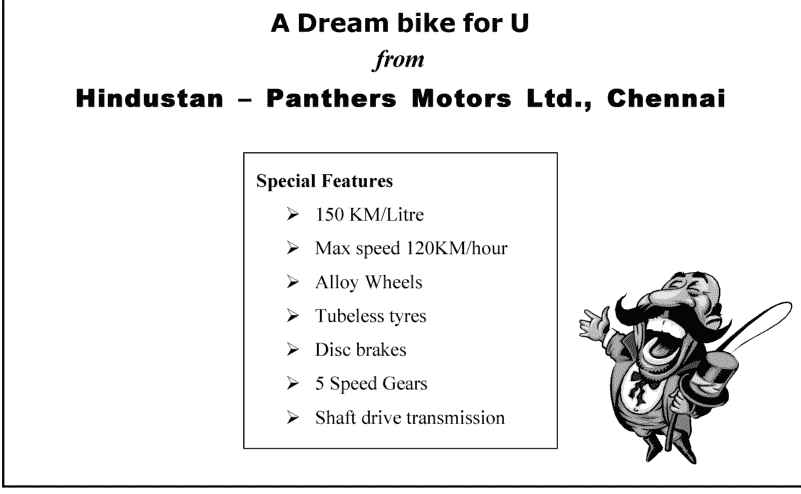 A Dream bike for U
from
Hindustan – Panthers Motors Ltd., Chennai
Special Features
➢ 150 KM/Litre
➢ Max speed 120KM/hour
➢ Alloy Wheels
➢ Tubeless tyres
➢ Disc brakes
➢ 5 Speed Gears
➢ Shaft drive transmission